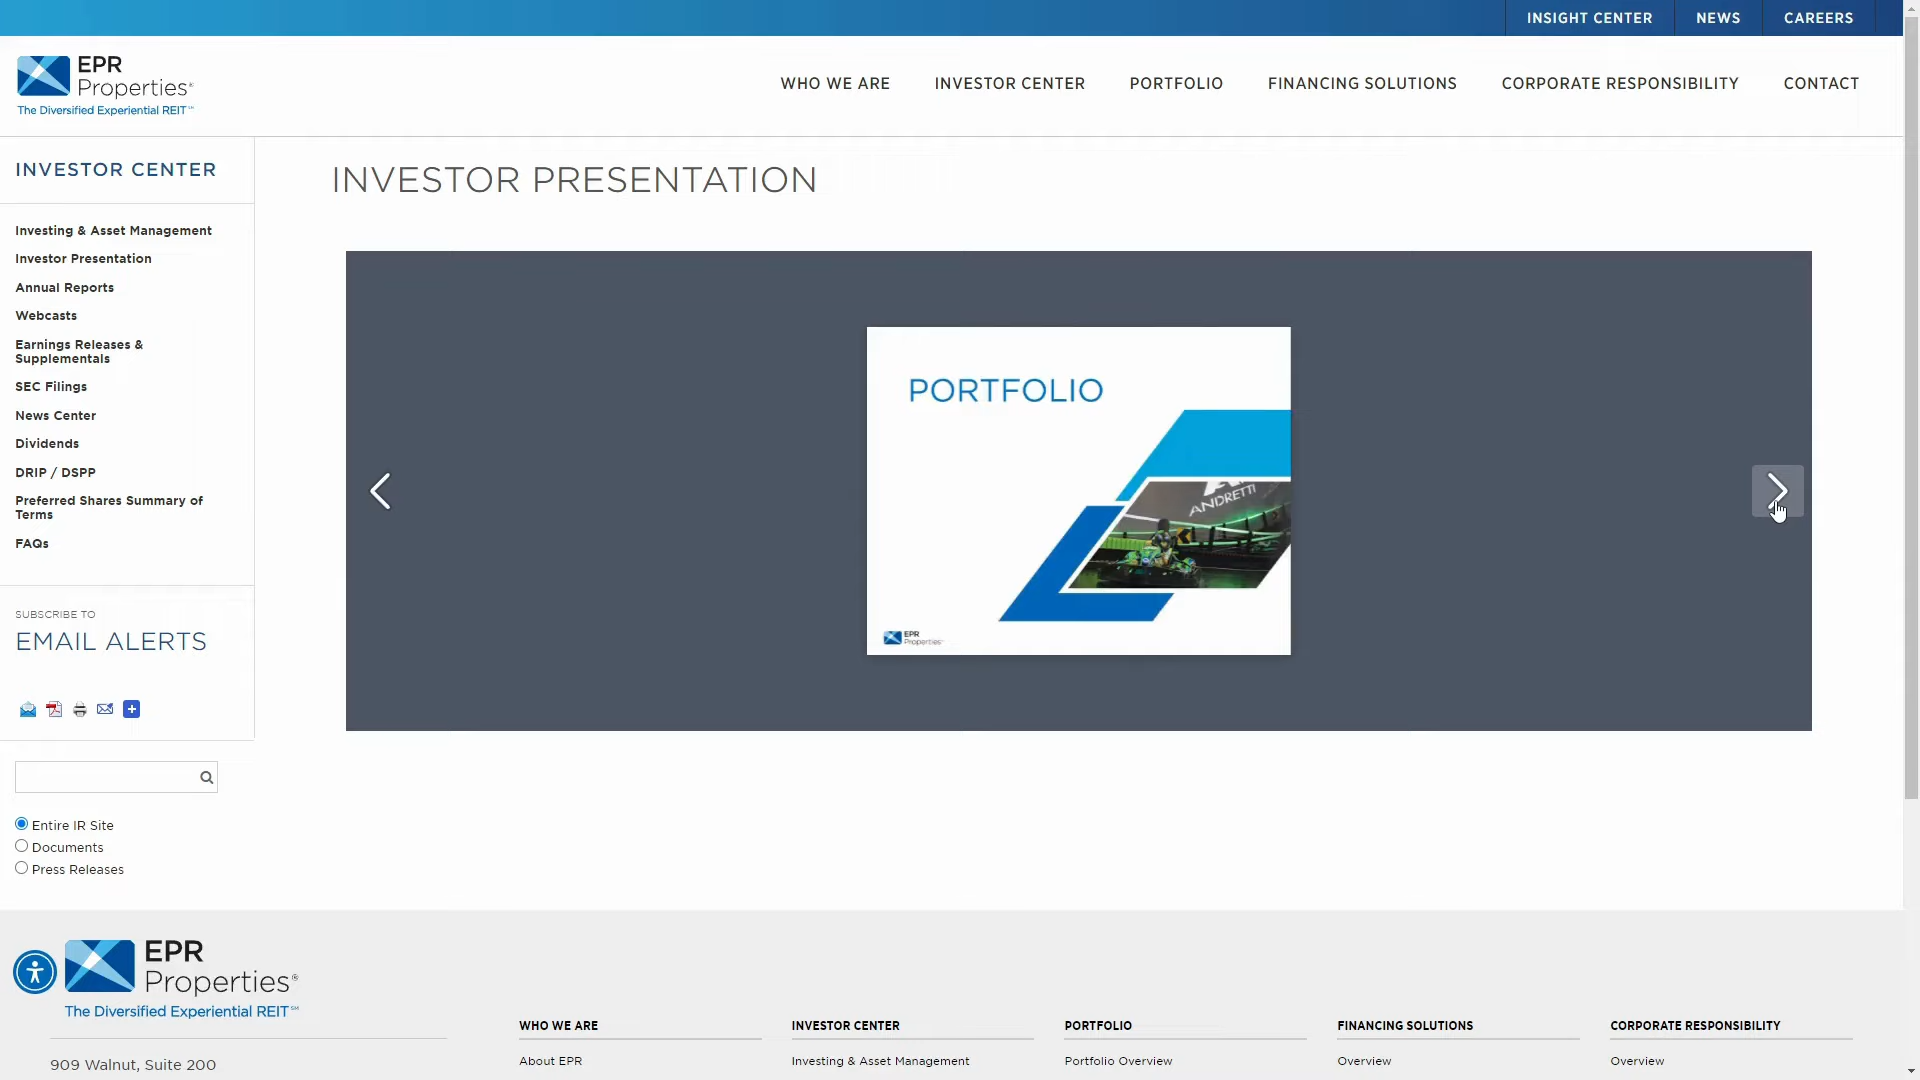 INSIGHT CENTER
NEWS
CAREERS
EPR
Properties®
The Diversified Experiential REIT℠
WHO WE ARE
INVESTOR CENTER
PORTFOLIO
FINANCING SOLUTIONS
CORPORATE RESPONSIBILITY
CONTACT
INVESTOR CENTER
Investing & Asset Management
Investor Presentation
Annual Reports
Webcasts
Earnings Releases &
Supplementals
SEC Filings
News Center
Dividends
DRIP / DSPP
Preferred Shares Summary of
Terms
FAQs
SUBSCRIBE TO
EMAIL ALERTS
Entire IR Site
Documents
Press Releases
INVESTOR PRESENTATION
PORTFOLIO
ANDRETTI
EPR
Properties
EPR
Properties®
The Diversified Experiential REIT℠
909 Walnut, Suite 200
WHO WE ARE
About EPR
INVESTOR CENTER
Investing & Asset Management
PORTFOLIO
Portfolio Overview
FINANCING SOLUTIONS
Overview
CORPORATE RESPONSIBILITY
Overview